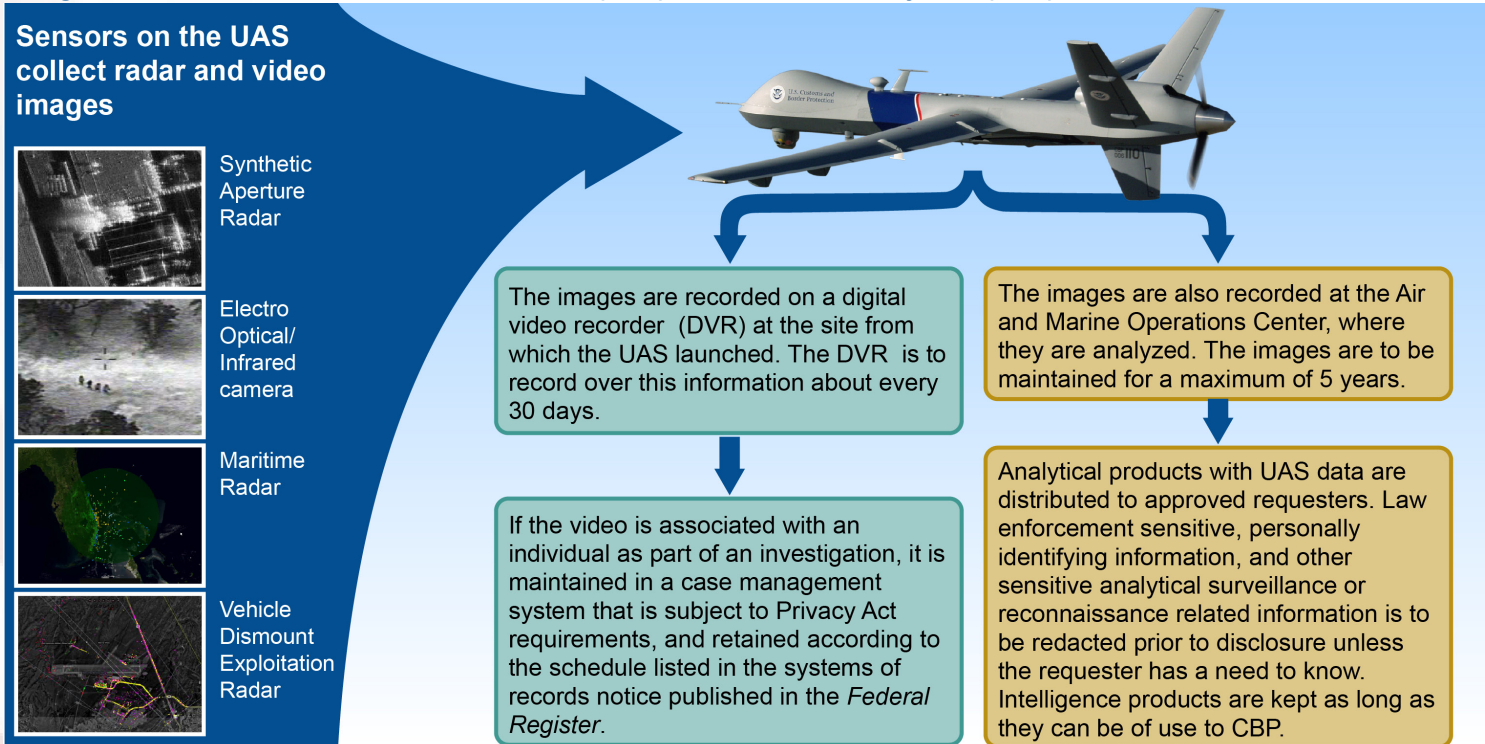 Sensors on the UAS
collect radar and video
images
Synthetic
Aperture
Radar
Electro
Optical/
Infrared
camera
Maritime
Radar
Vehicle
Dismount
Exploitation
Radar
U.S. Customs and
Border Protection
The images are recorded on a digital
video recorder (DVR) at the site from
which the UAS launched. The DVR is to
record over this information about every
30 days.
If the video is associated with an
individual as part of an investigation, it is
maintained in a case management
system that is subject to Privacy Act
requirements, and retained according to
the schedule listed in the systems of
records notice published in the Federal
Register.
The images are also recorded at the Air
and Marine Operations Center, where
they are analyzed. The images are to be
maintained for a maximum of 5 years.
Analytical products with UAS data are
distributed to approved requesters. Law
enforcement sensitive, personally
identifying information, and other
sensitive analytical surveillance or
reconnaissance related information is to
be redacted prior to disclosure unless
the requester has a need to know.
Intelligence products are kept as long as
they can be of use to CBP.